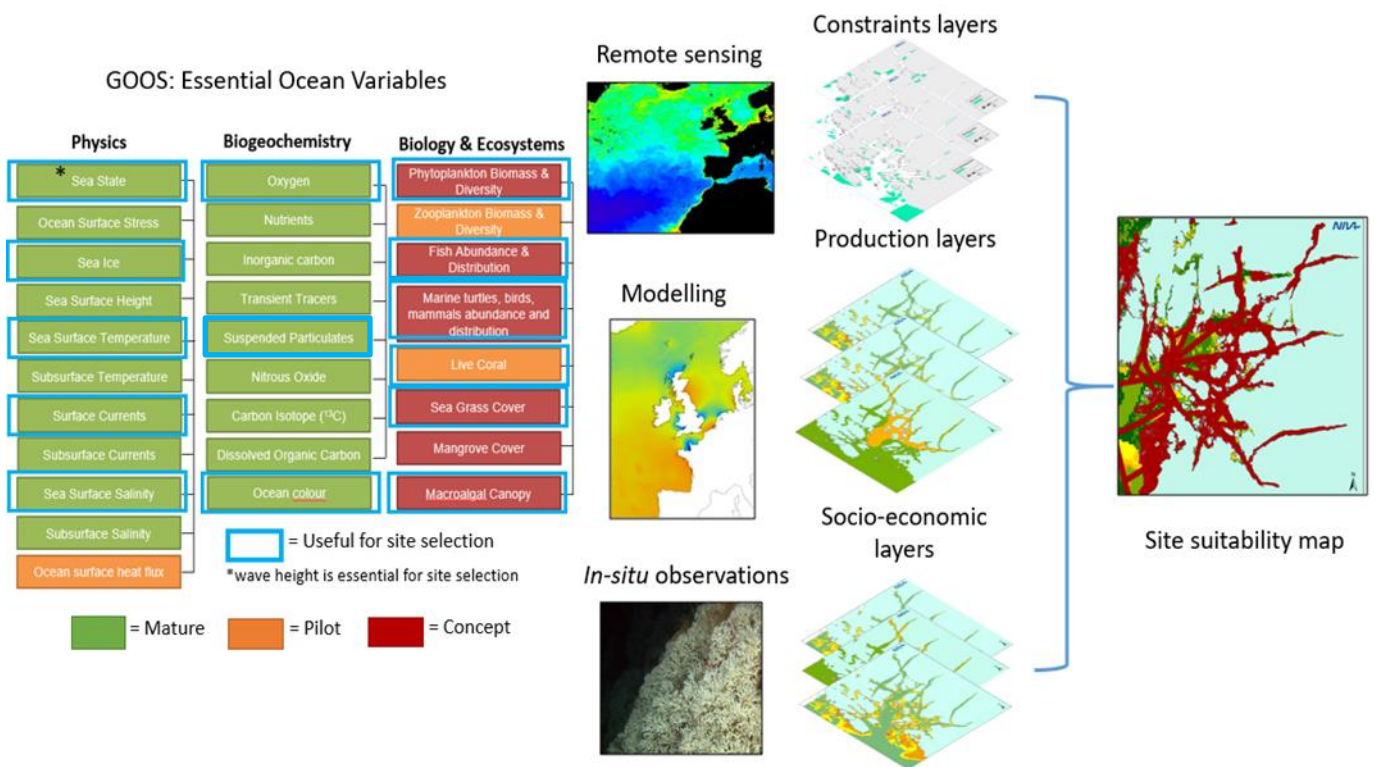 GOOS: Essential Ocean Variables
Physics
* Sea State
Ocean Surface Stress
Sea Ice
Sea Surface Height
Sea Surface Temperature
Subsurface Temperature
Surface Currents
Subsurface Currents
Sea Surface Salinity
Subsurface Salinity
Ocean surface heat flux
Biogeochemistry
Oxygen
Nutrients
Inorganic carbon
Transient Tracers
Suspended Particulates
Nitrous Oxide
Carbon Isotope (¹³C)
Dissolved Organic Carbon
Ocean colour
Biology & Ecosystems
Phytoplankton Biomass &
Diversity
Zooplankton Biomass &
Diversity
Fish Abundance &
Distribution
Marine turtles, birds,
mammals abundance and
distribution
Live Coral
Sea Grass Cover
Mangrove Cover
Macroalgal Canopy
= Useful for site selection
*wave height is essential for site selection
= Mature
= Pilot
= Concept
Remote sensing
Modelling
In-situ observations
Constraints layers
Production layers
Socio-economic
layers
NIVA
N
Site suitability map